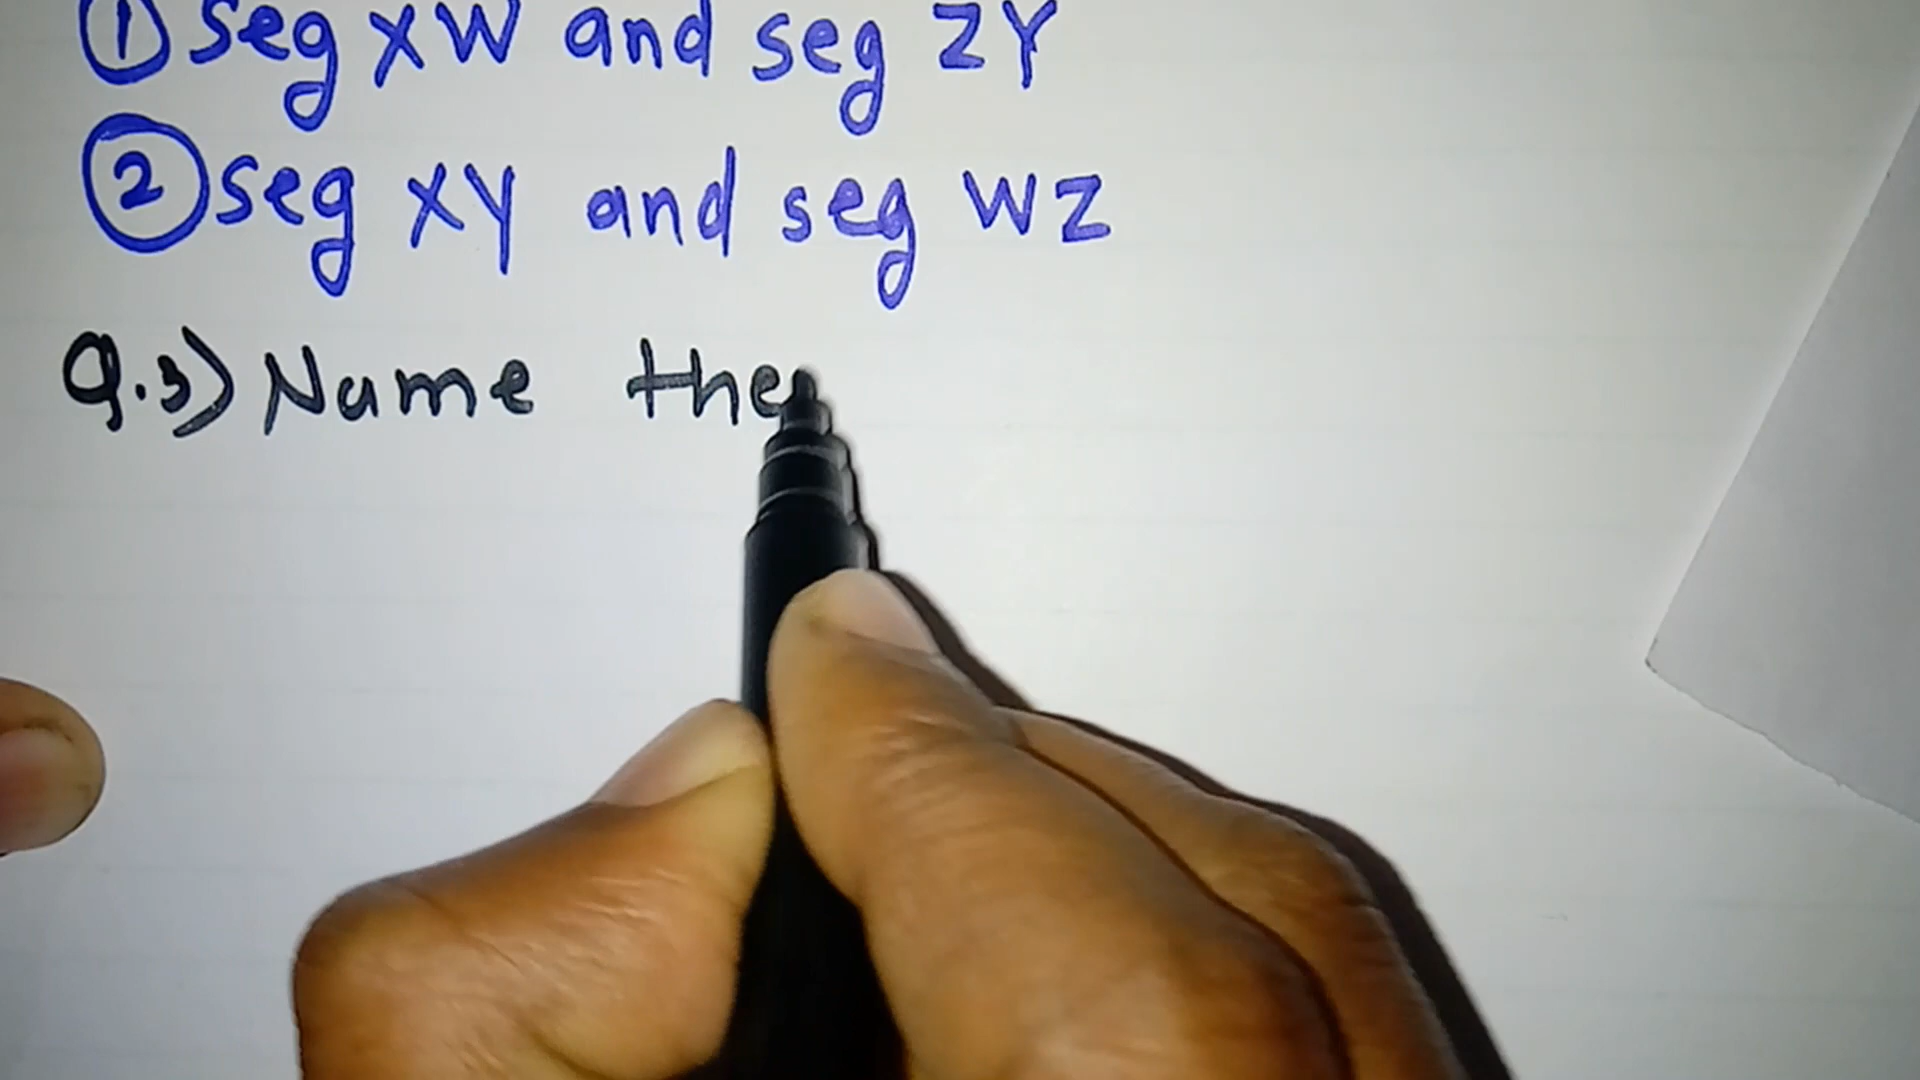 ① seg XW and seg ZY
② seg XY and seg WZ
Q.3) Name the